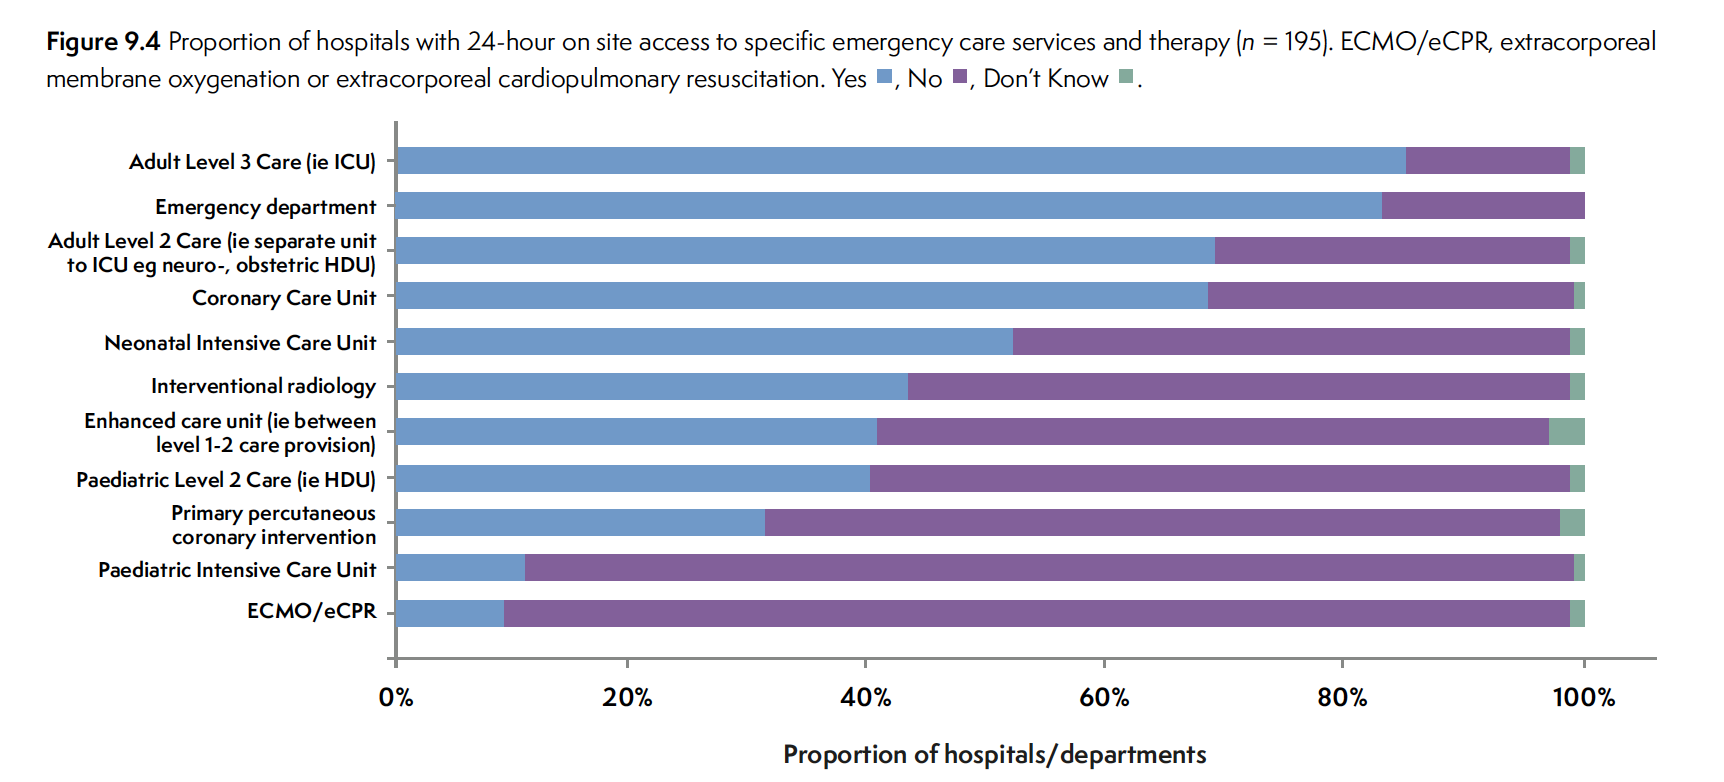 Figure 9.4 Proportion of hospitals with 24-hour on site access to specific emergency care services and therapy (n = 195). ECMO/eCPR, extracorporeal
membrane oxygenation or extracorporeal cardiopulmonary resuscitation. Yes , No , Don’t Know .
Adult Level 3 Care (ie ICU)
Emergency department
Adult Level 2 Care (ie separate unit
to ICU eg neuro-, obstetric HDU)
Coronary Care Unit
Neonatal Intensive Care Unit
Interventional radiology
Enhanced care unit (ie between
level 1-2 care provision)
Paediatric Level 2 Care (ie HDU)
Primary percutaneous
coronary intervention
Paediatric Intensive Care Unit
ECMO/eCPR
0% 20% 40% 60% 80% 100%
Proportion of hospitals/departments